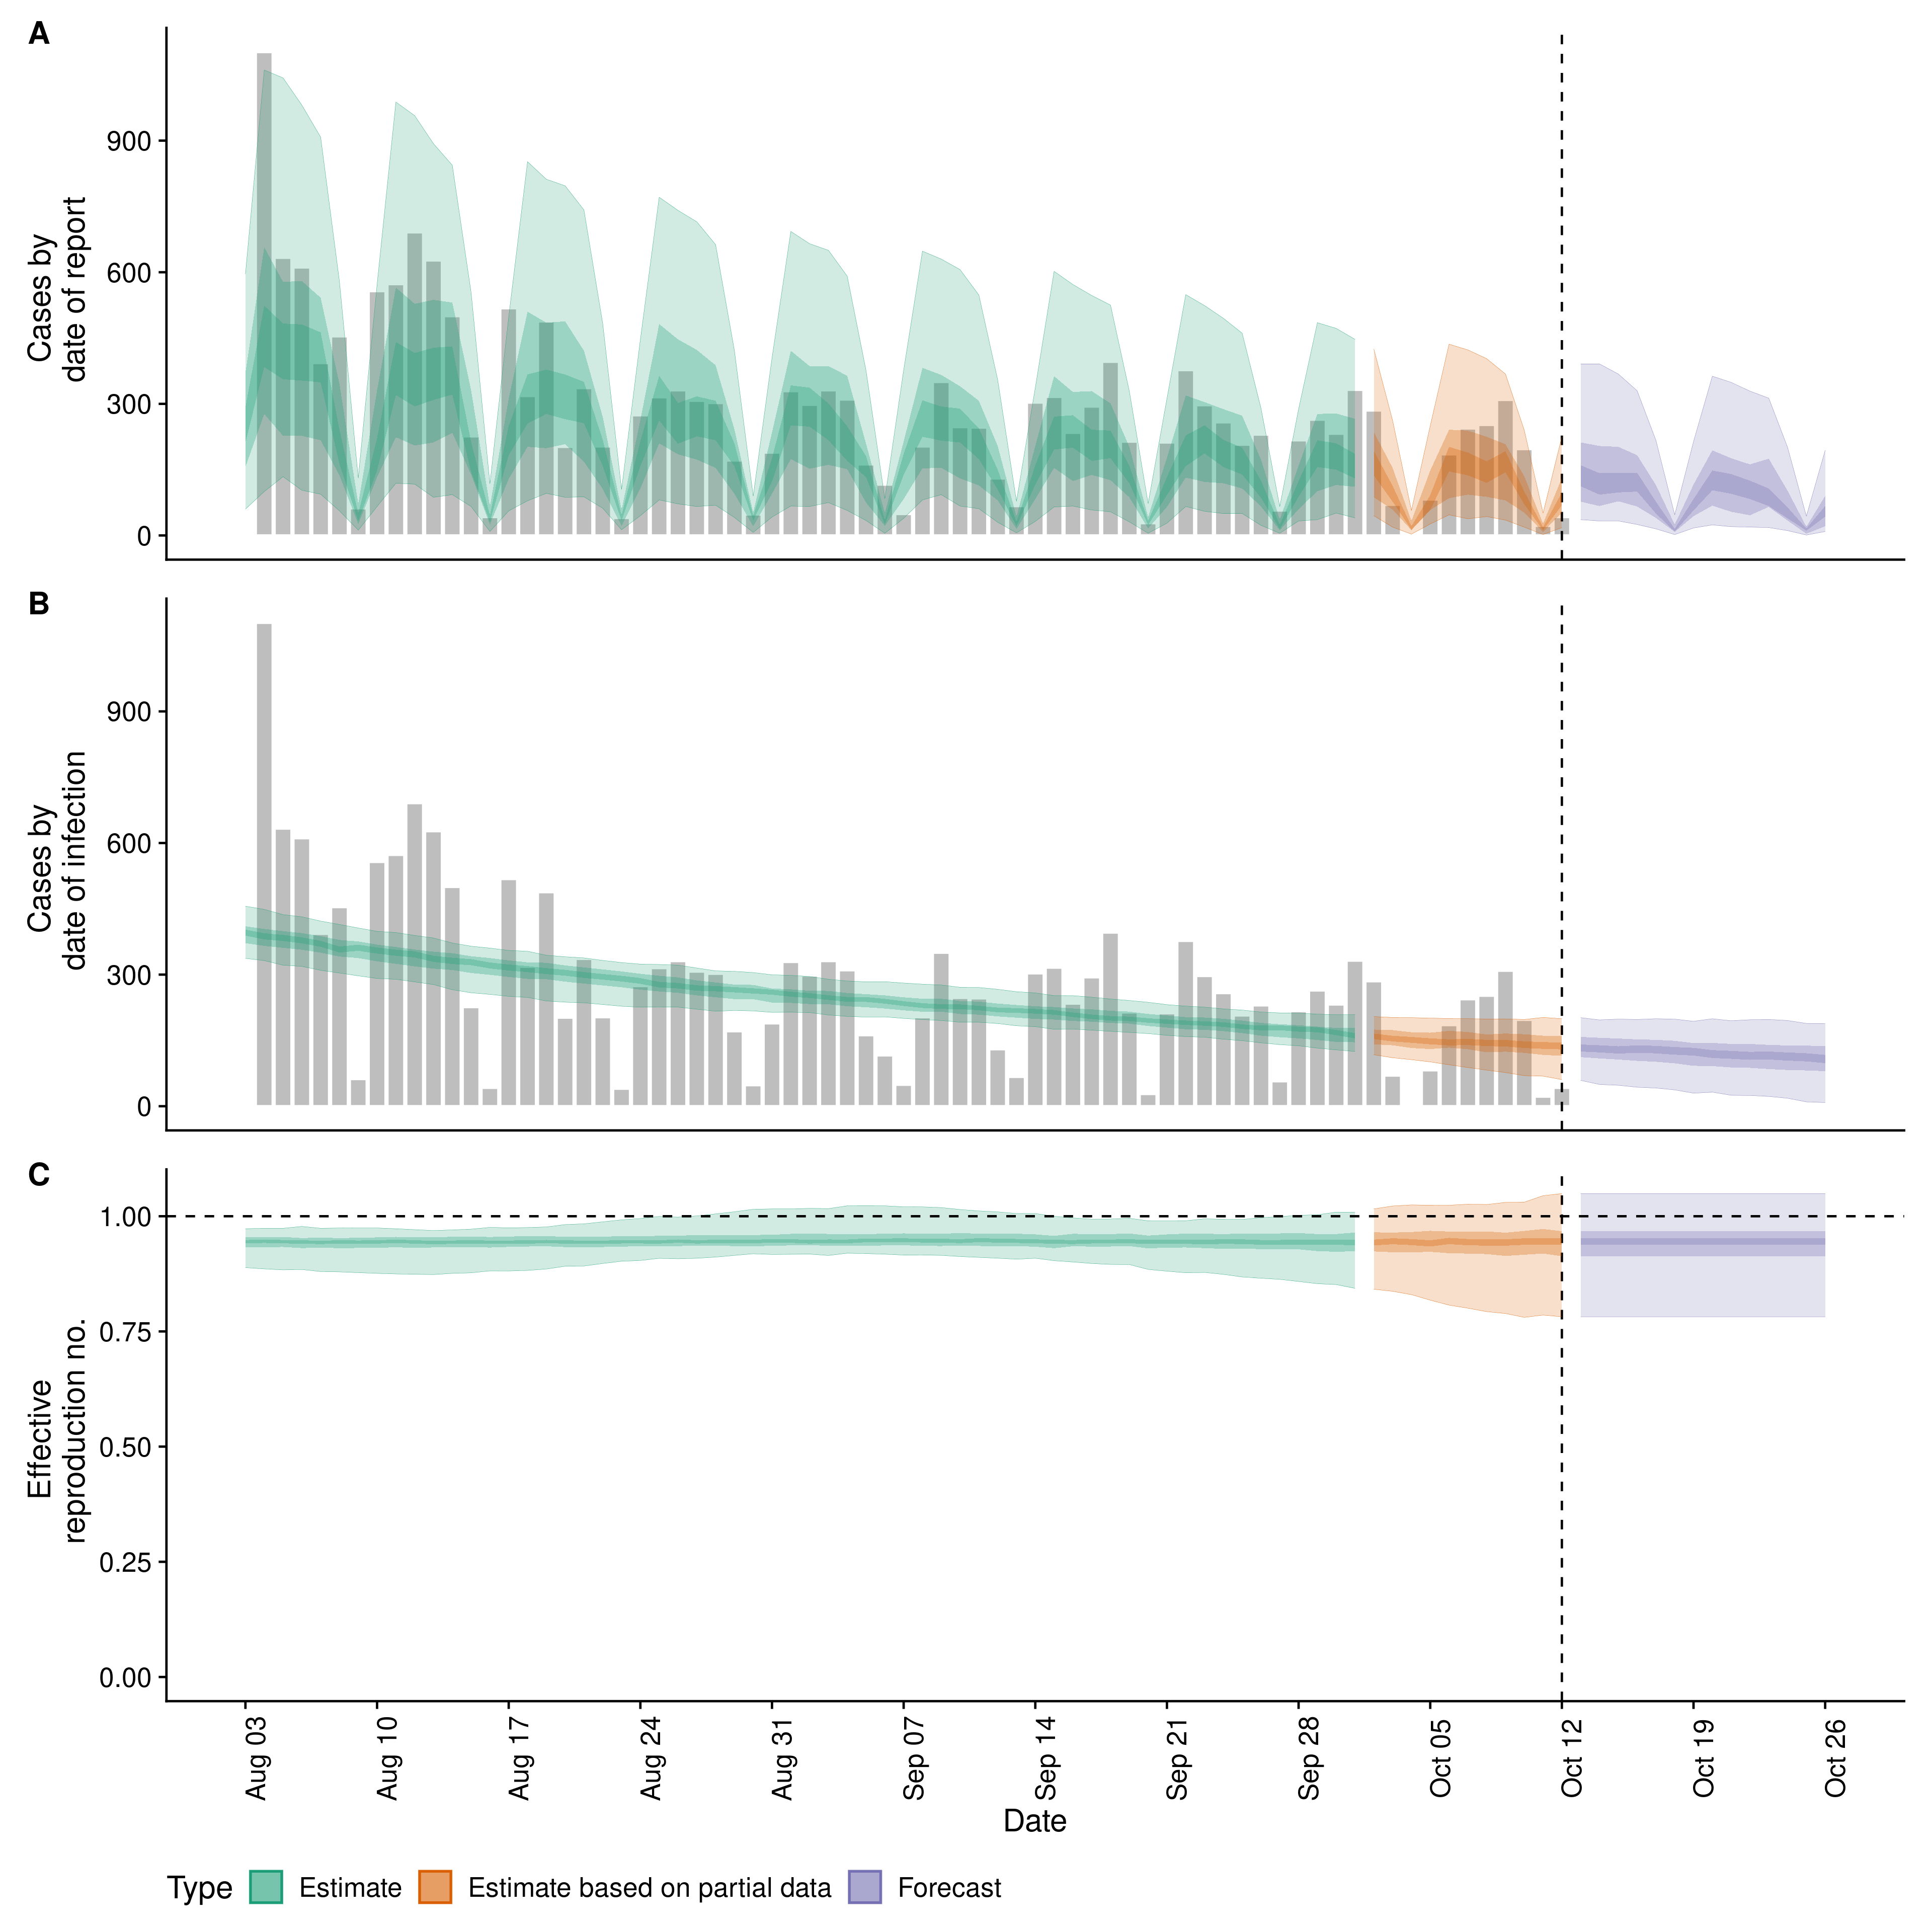 A
Cases by
date of report
900
600
300
0
B
Cases by
date of infection
900
600
300
0
C
Effective
reproduction no.
1.00
0.75
0.50
0.25
0.00
Aug 03
Aug 10
Aug 17
Aug 24
Aug 31
Sep 07
Sep 14
Sep 21
Sep 28
Oct 05
Oct 12
Oct 19
Oct 26
Date
Type
Estimate
Estimate based on partial data
Forecast